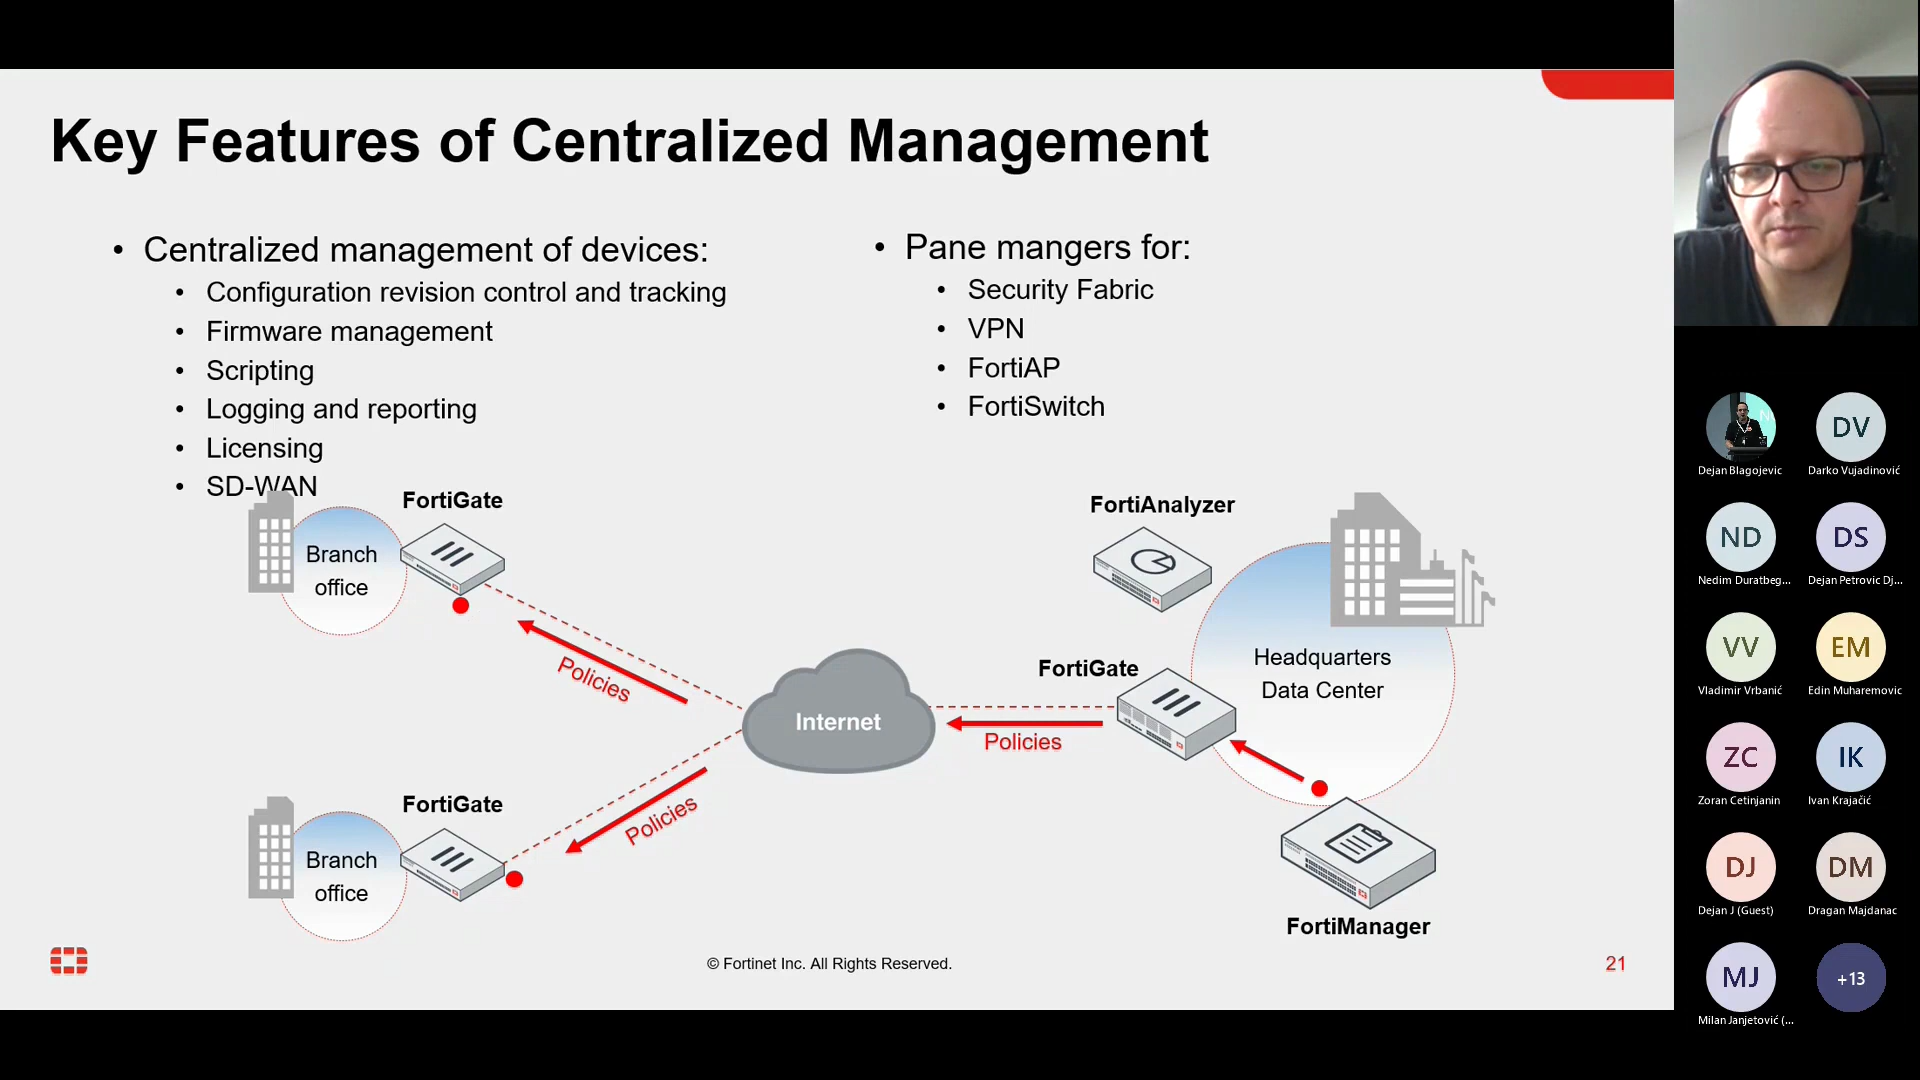 Key Features of Centralized Management
• Centralized management of devices:
• Configuration revision control and tracking
• Firmware management
• Scripting
• Logging and reporting
• Licensing
• SD-WAN
• Pane mangers for:
• Security Fabric
• VPN
• FortiAP
• FortiSwitch
FortiGate
Branch
office
Policies
FortiGate
Branch
office
Policies
Internet
FortiAnalyzer
FortiGate
Policies
Headquarters
Data Center
FortiManager
© Fortinet Inc. All Rights Reserved.
21
Dejan Blagojevic
DV
Darko Vujadinović
ND
Nedim Duratbeg...
DS
Dejan Petrovic Dj...
VV
Vladimir Vrbanić
EM
Edin Muharemovic
ZC
Zoran Cetinjanin
IK
Ivan Krajačić
DJ
Dejan J (Guest)
DM
Dragan Majdanac
MJ
Milan Janjetović (...
+13